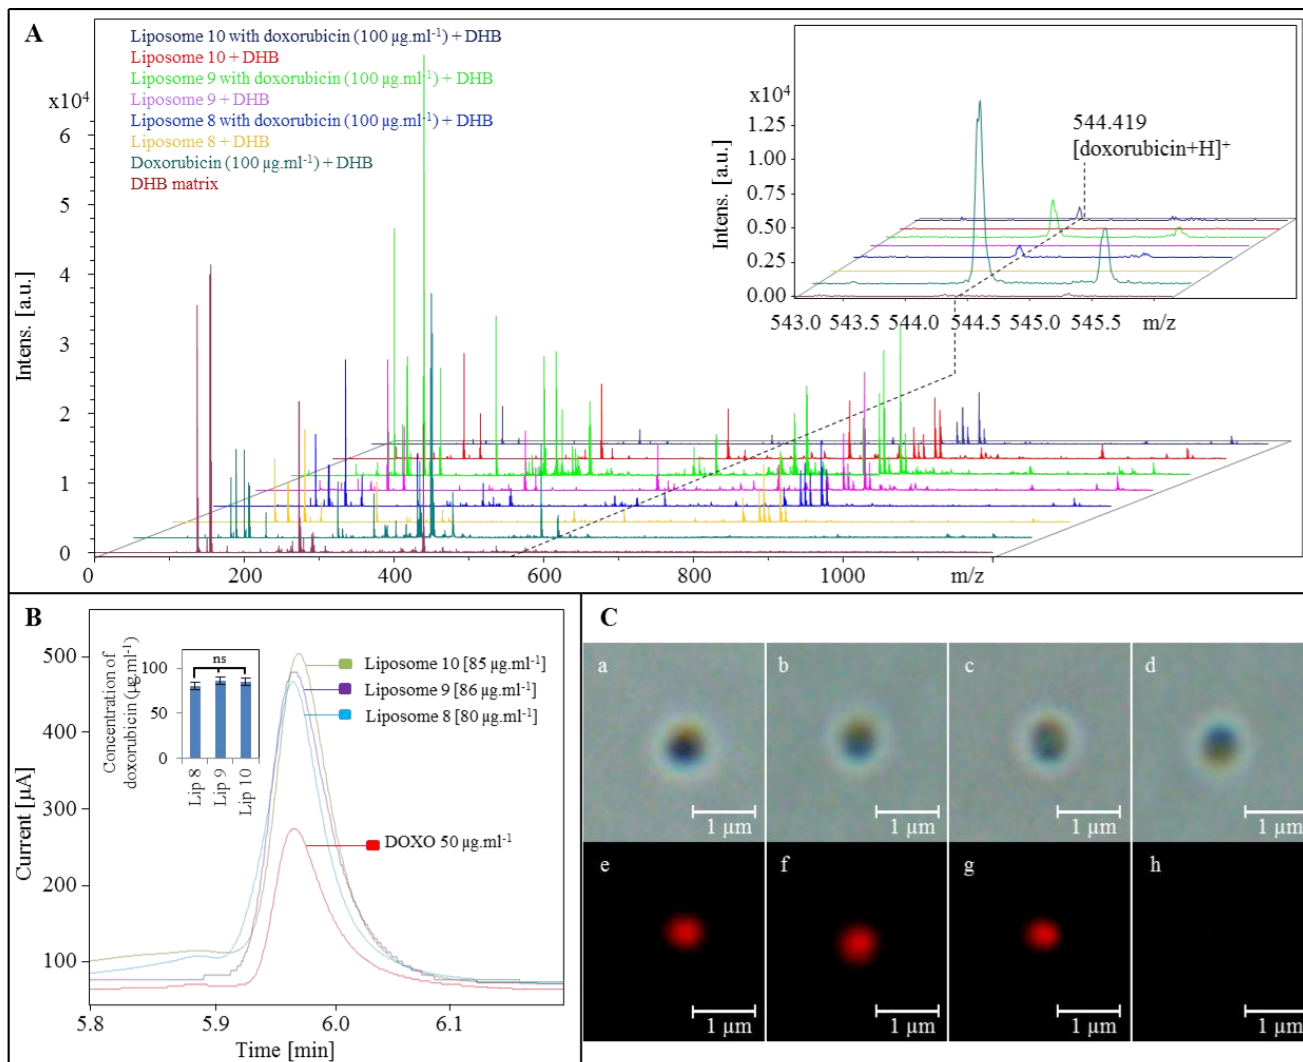 A
Liposome 10 with doxorubicin (100 µg.ml-1) + DHB
Liposome 10 + DHB
Liposome 9 with doxorubicin (100 µg.ml-1) + DHB
Liposome 9 + DHB
Liposome 8 with doxorubicin (100 µg.ml-1) + DHB
Liposome 8 + DHB
Doxorubicin (100 µg.ml-1) + DHB
DHB matrix
x10⁴
6
5
4
3
2
1
0
Intens. [a.u.]
0 200 400 600 800 1000 m/z
x10⁴
1.25
1.00
0.75
0.50
0.25
0.00
Intens. [a.u.]
544.419
[doxorubicin+H]⁺
543.0 543.5 544.0 544.5 545.0 545.5 m/z
B
500
400
300
200
100
Current [µA]
5.8 5.9 6.0 6.1
Time [min]
Concentration of
doxorubicin (µg.ml-1)
100
50
0
ns
Lip 8
Lip 9
Lip 10
Liposome 10 [85 µg.ml-1]
Liposome 9 [86 µg.ml-1]
Liposome 8 [80 µg.ml-1]
DOXO 50 µg.ml-1
C
a b c d
1 µm 1 µm 1 µm 1 µm
e f g h
1 µm 1 µm 1 µm 1 µm